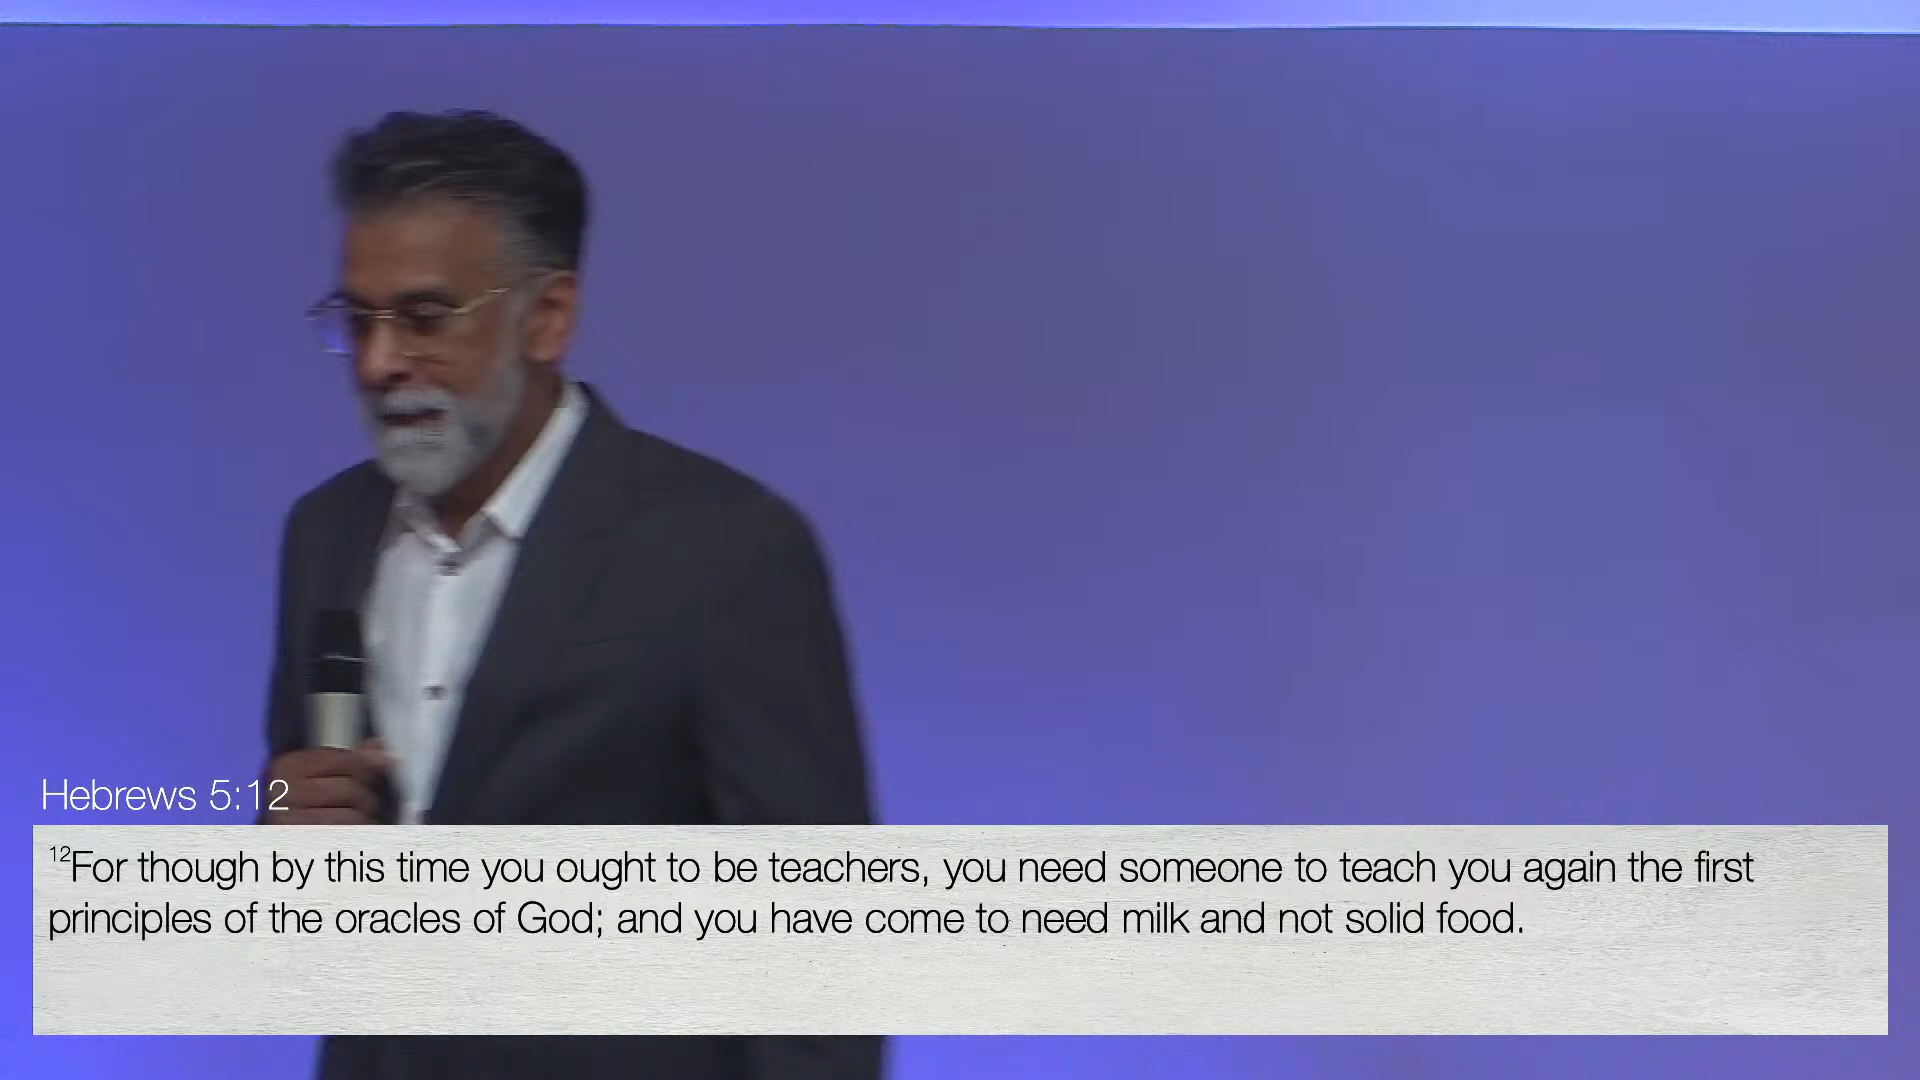 Hebrews 5:12
12For though by this time you ought to be teachers, you need someone to teach you again the first
principles of the oracles of God; and you have come to need milk and not solid food.